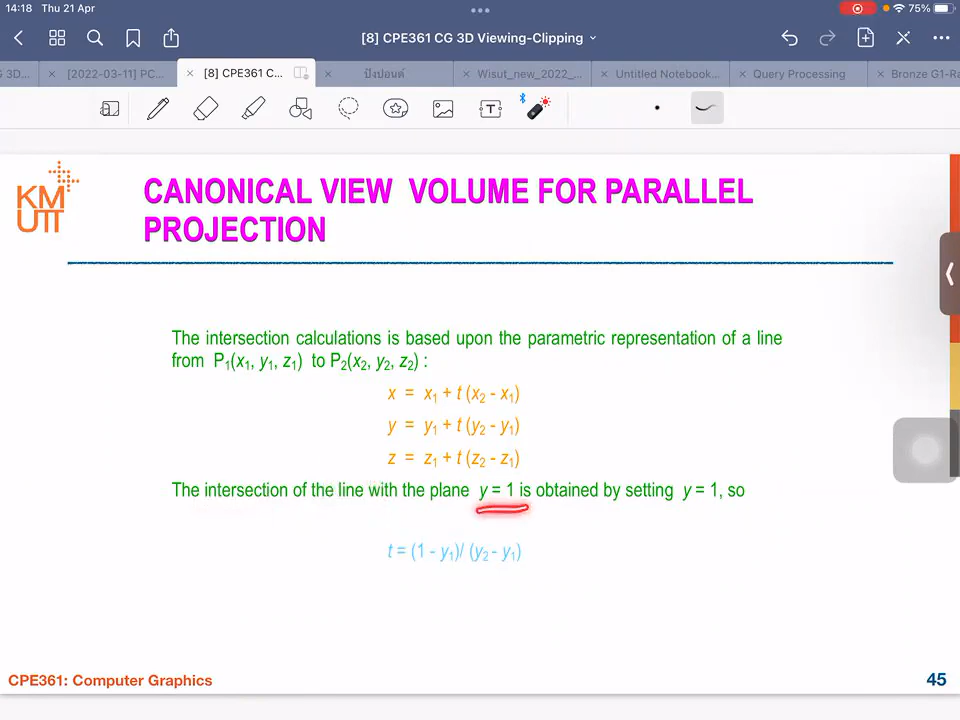 14:18 Thu 21 Apr
75%
[8] CPE361 CG 3D Viewing-Clipping
3D...
[2022-03-11] PC...
[8] CPE361 C...
ปังปอนด์
Wisut_new_2022_...
Untitled Notebook...
Query Processing
Bronze G1-Ra
KM
UTT
CANONICAL VIEW VOLUME FOR PARALLEL
PROJECTION
The intersection calculations is based upon the parametric representation of a line
from P₁(x₁, y₁, z₁) to P₂(x₂, y₂, z₂) :
x = x₁ + t (x₂ - x₁)
y = y₁ + t (y₂ - y₁)
z = z₁ + t (z₂ - z₁)
The intersection of the line with the plane y = 1 is obtained by setting y = 1, so
t = (1 - y₁)/ (y₂ - y₁)
CPE361: Computer Graphics
45